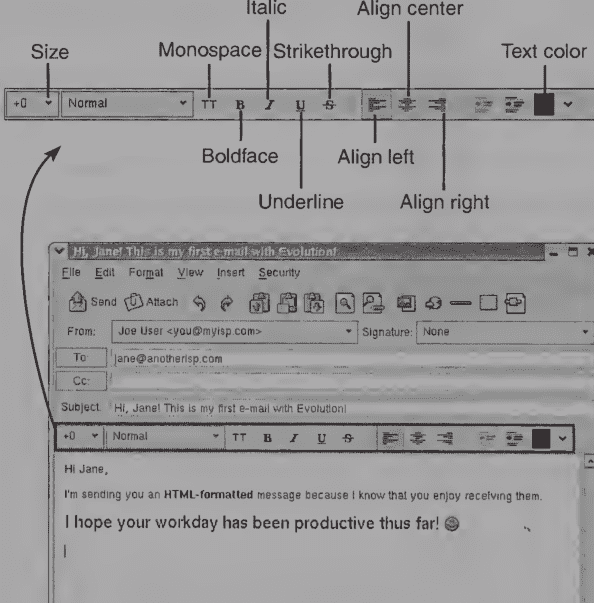 Italic
Align center
Size
Monospace
Strikethrough
Text color
+0 Normal TT B I U S
Boldface
Align left
Underline
Align right
Hi, Jane! This is my first e-mail with Evolution!
File Edit Format View Insert Security
Send Attach
From: Joe User <you@myisp.com> Signature: None
To: jane@anotherisp.com
Cc:
Subject: Hi, Jane! This is my first e-mail with Evolution!
+0 Normal TT B I U S
Hi Jane,
I'm sending you an HTML-formatted message because I know that you enjoy receiving them.
I hope your workday has been productive thus far!